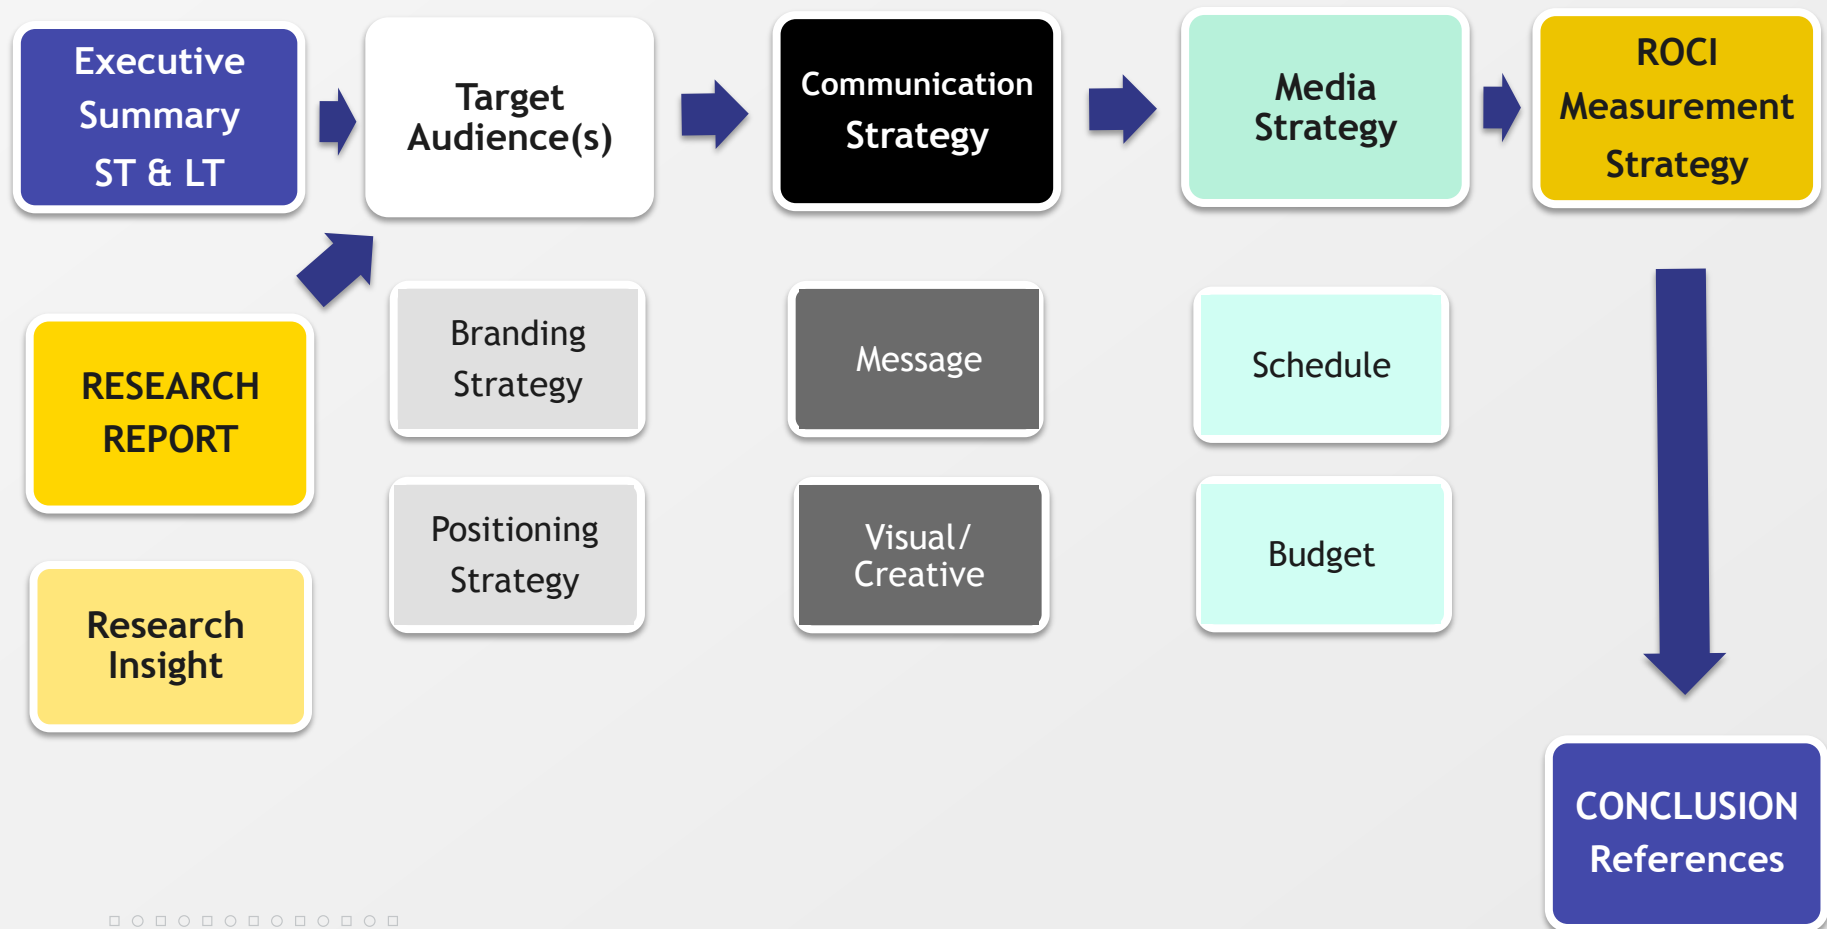 Executive
Summary
ST & LT
Target
Audience(s)
Communication
Strategy
Media
Strategy
ROCI
Measurement
Strategy
RESEARCH
REPORT
Branding
Strategy
Message
Schedule
Positioning
Strategy
Visual/
Creative
Budget
Research
Insight
CONCLUSION
References